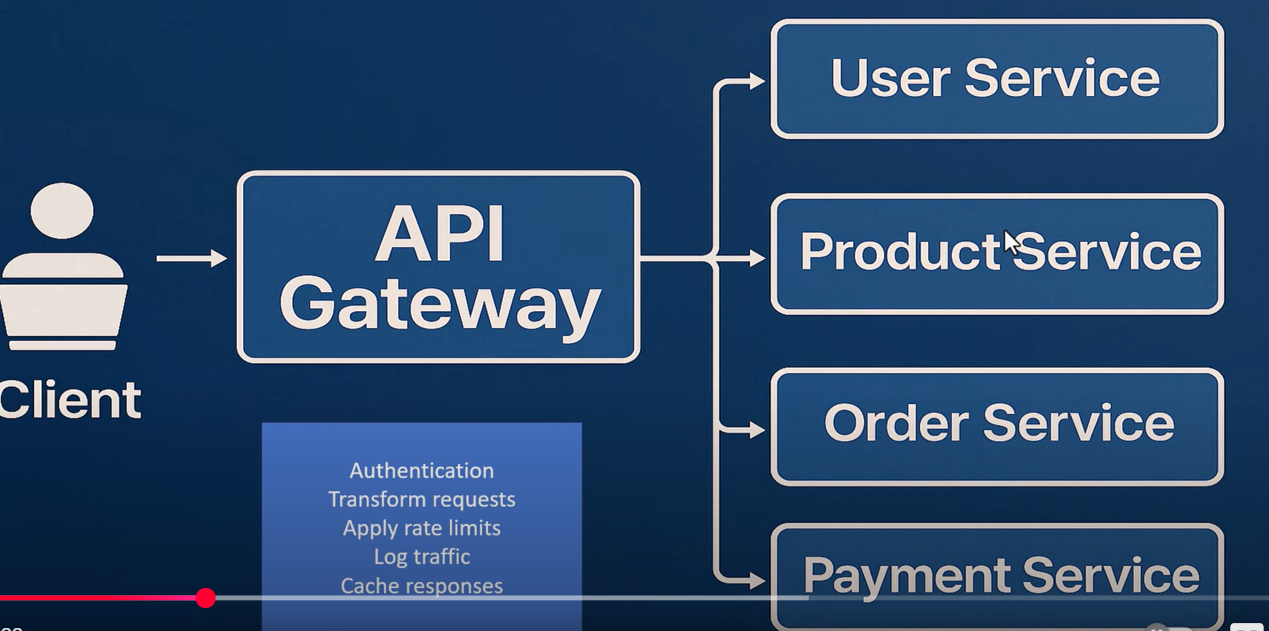 User Service
API
Gateway
Product Service
Client
Order Service
Authentication
Transform requests
Apply rate limits
Log traffic
Cache responses
Payment Service